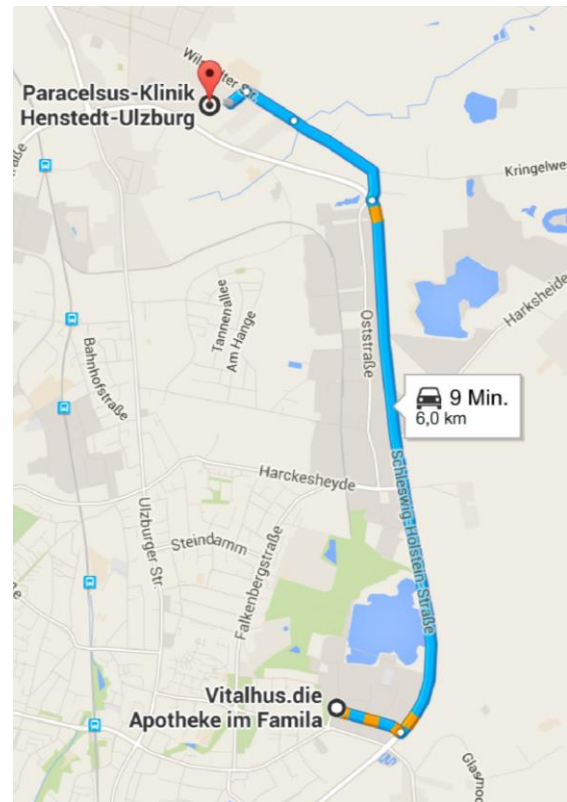 Paracelsus-Klinik
Henstedt-Ulzburg
Kringelwe
Tannenallee
Am Hange
Oststraße
Harksheide
Bahnhofstraße
9 Min.
6,0 km
Harckesheyde
Schleswig-Holstein-Straße
Steindamm
Ulzburger Str.
Falkenbergstraße
Vitalhus.die
Apotheke im Famila
Glasmoo